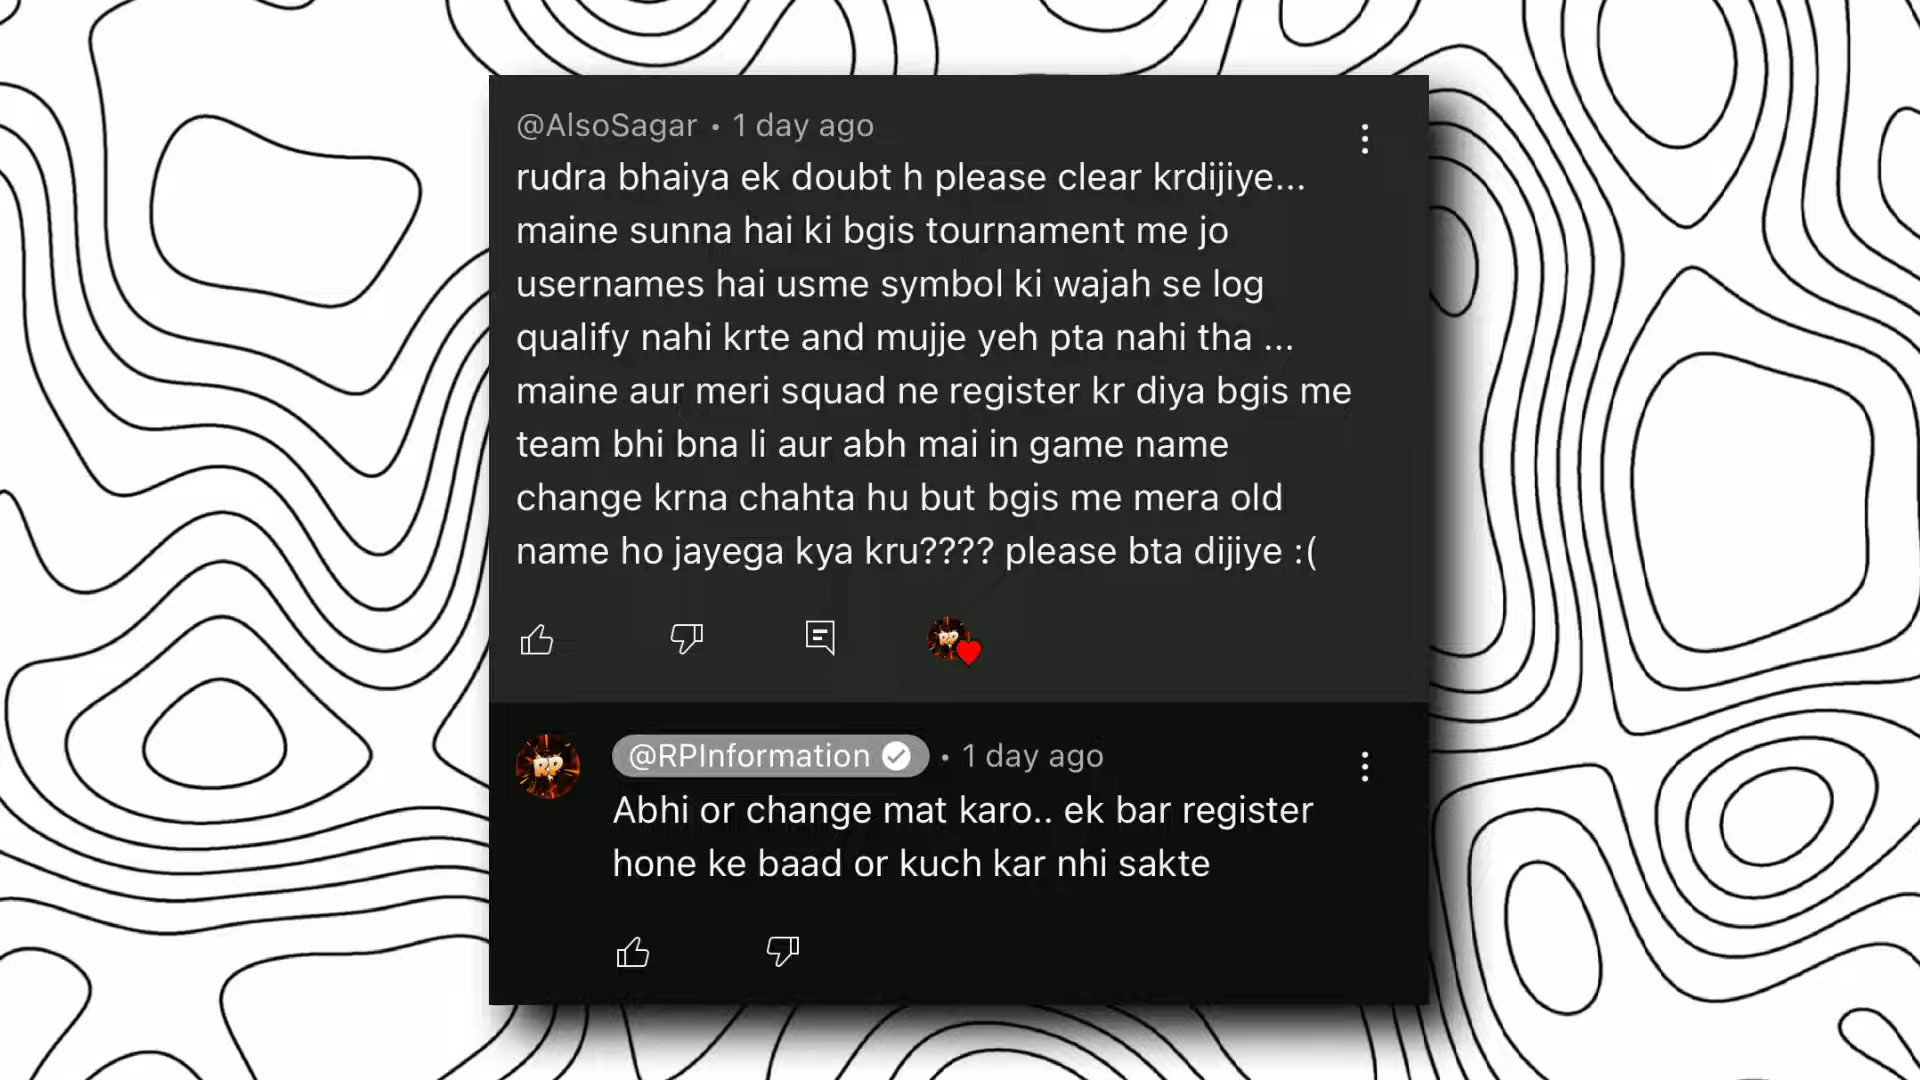 @AlsoSagar • 1 day ago
rudra bhaiya ek doubt h please clear krdijiye...
maine sunna hai ki bgis tournament me jo
usernames hai usme symbol ki wajah se log
qualify nahi krte and mujje yeh pta nahi tha ...
maine aur meri squad ne register kr diya bgis me
team bhi bna li aur abh mai in game name
change krna chahta hu but bgis me mera old
name ho jayega kya kru???? please bta dijiye :(
RP
RP
@RPInformation • 1 day ago
Abhi or change mat karo.. ek bar register
hone ke baad or kuch kar nhi sakte